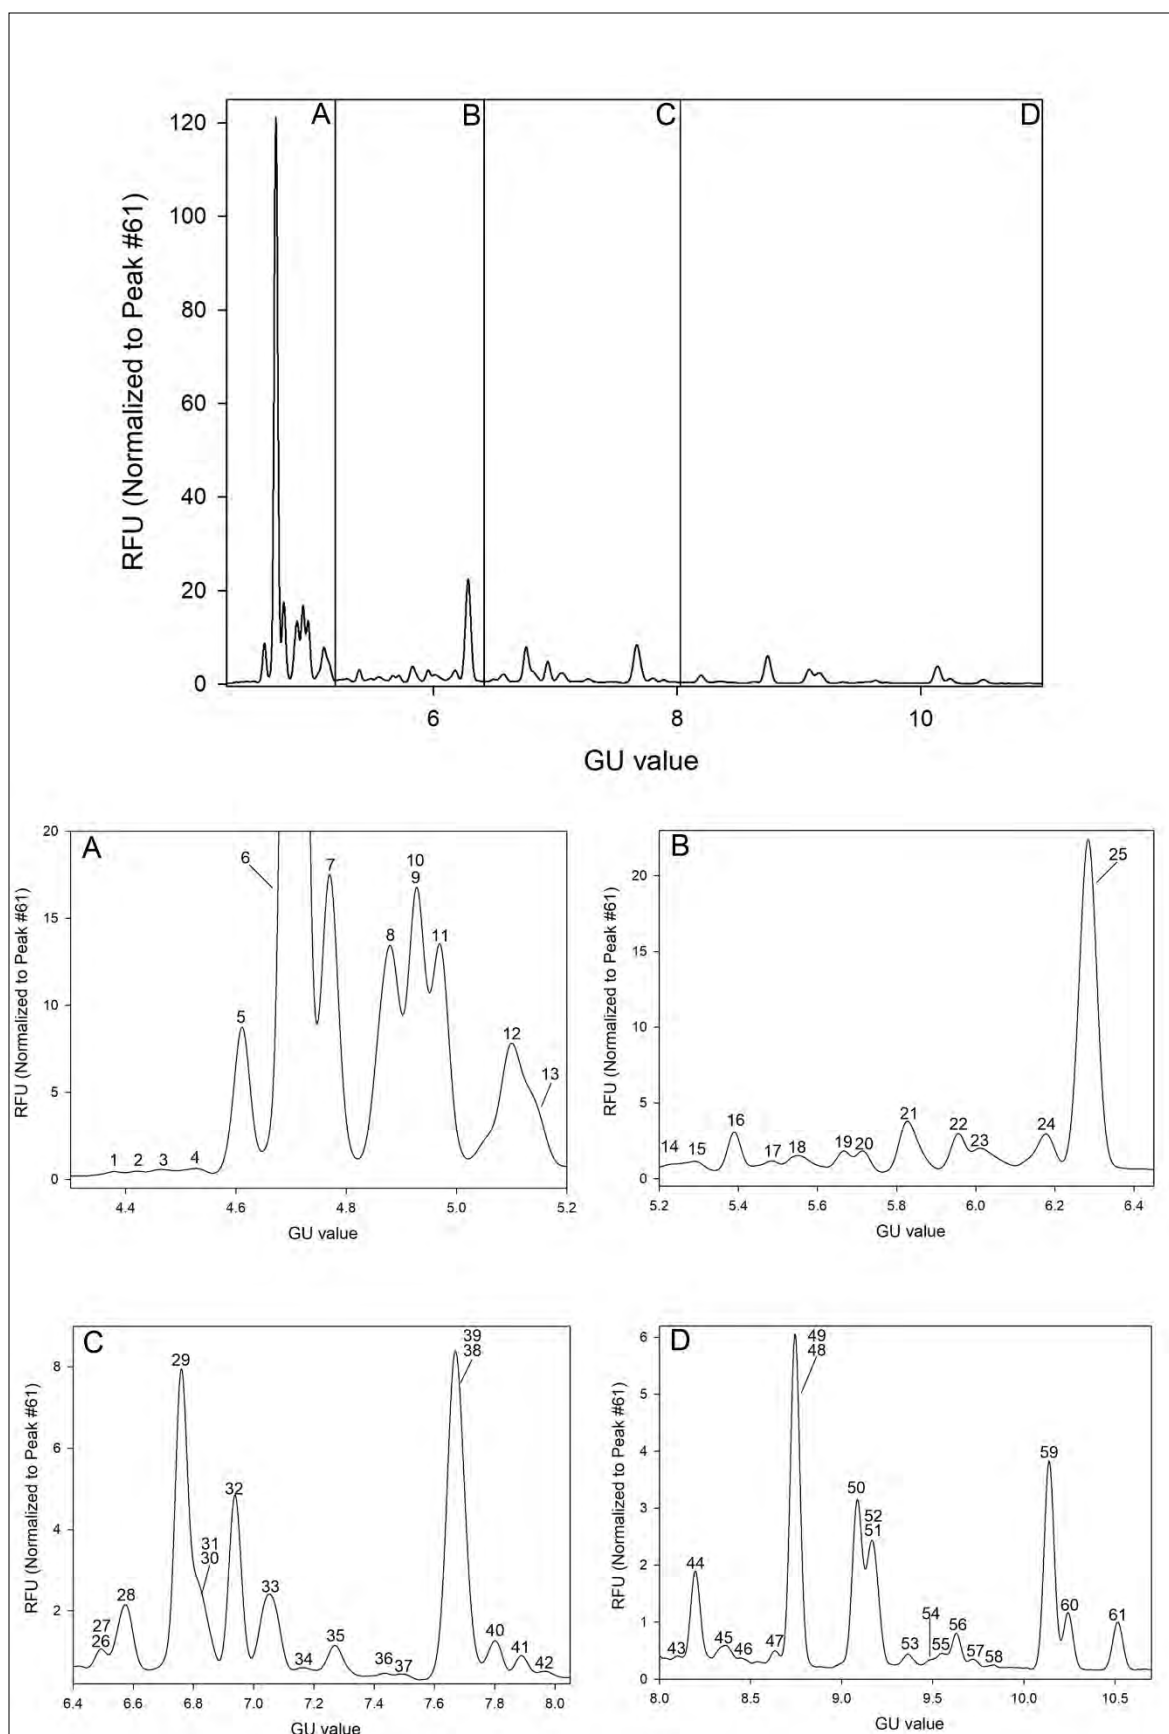 A B C D
120
100
80
60
40
20
0
RFU (Normalized to Peak #61)
6 8 10
GU value
A
20
15
10
5
0
RFU (Normalized to Peak #61)
10
6 7 9
8 11
5 12
13
1 2 3 4
4.4 4.6 4.8 5.0 5.2
GU value
B
20
15
10
5
0
RFU (Normalized to Peak #61)
25
14 15 16 17 18 19 20 21 22 23 24
5.2 5.4 5.6 5.8 6.0 6.2 6.4
GU value
C
8
6
4
2
RFU (Normalized to Peak #61)
39
29 38
32
31
27 28 30 33
26 34 35 36 37 40 41 42
6.4 6.6 6.8 7.0 7.2 7.4 7.6 7.8 8.0
GU value
D
6
5
4
3
2
1
0
RFU (Normalized to Peak #61)
49
48
59
50 52
51
44 54 56 60 61
43 45 46 47 53 55 57 58
8.0 8.5 9.0 9.5 10.0 10.5
GU value